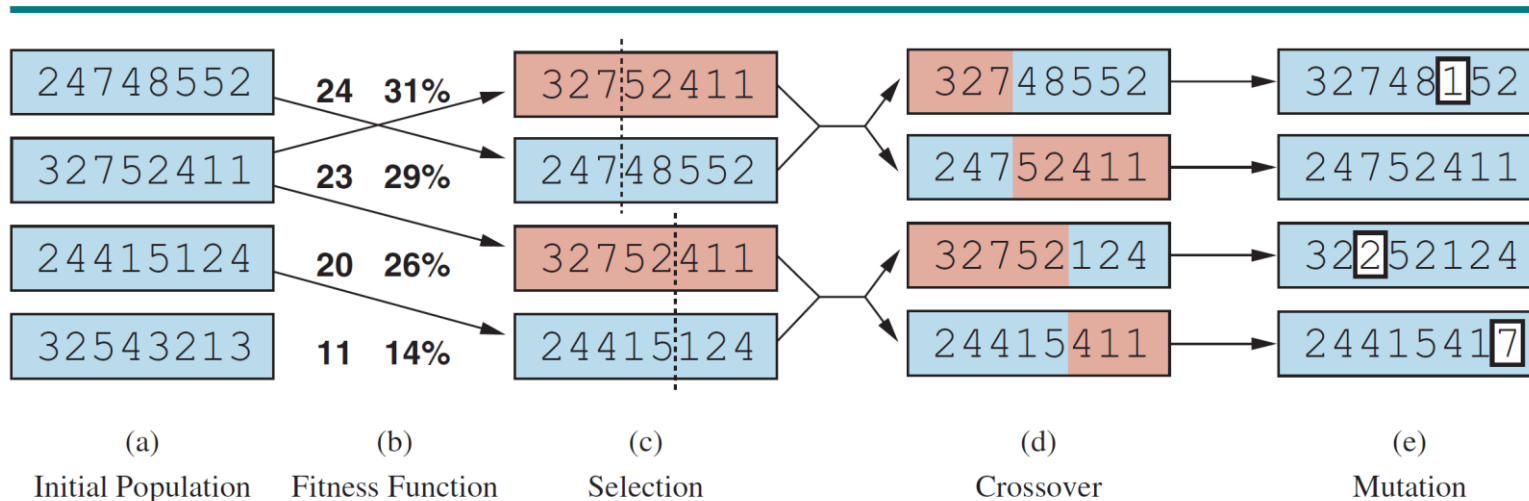 24748552 24 31% 32752411 32748552 32748152
32752411 23 29% 24748552 24752411 24752411
24415124 20 26% 32752411 32752124 32252124
32543213 11 14% 24415124 24415411 24415417
(a) (b) (c) (d) (e)
Initial Population Fitness Function Selection Crossover Mutation